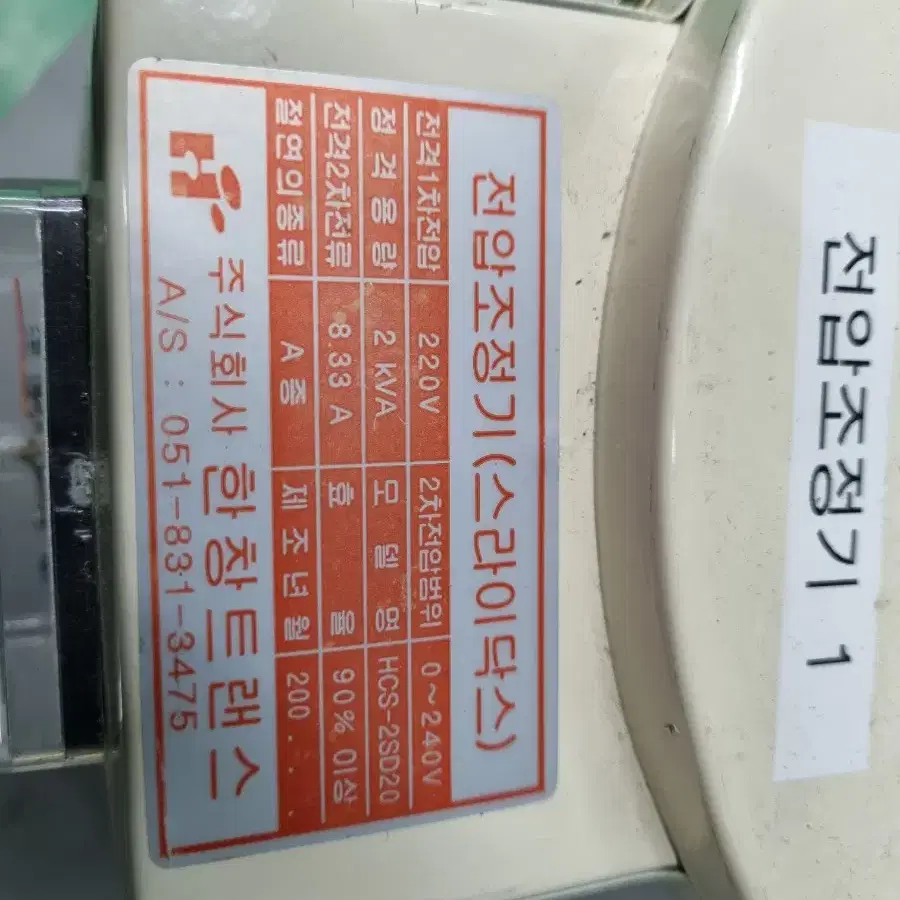 전압조정기(스라이닥스)
전격1차전압 220V 2차전압범위 0~240V
정격용량 2 kVA 모델명 HCS-2SD20
전격2차전류 8.33 A 효율 90% 이상
절연의종류 A 종 제조년월 200 . .
주식회사 한창트랜스
A/S : 051-831-3475
전압조정기 1